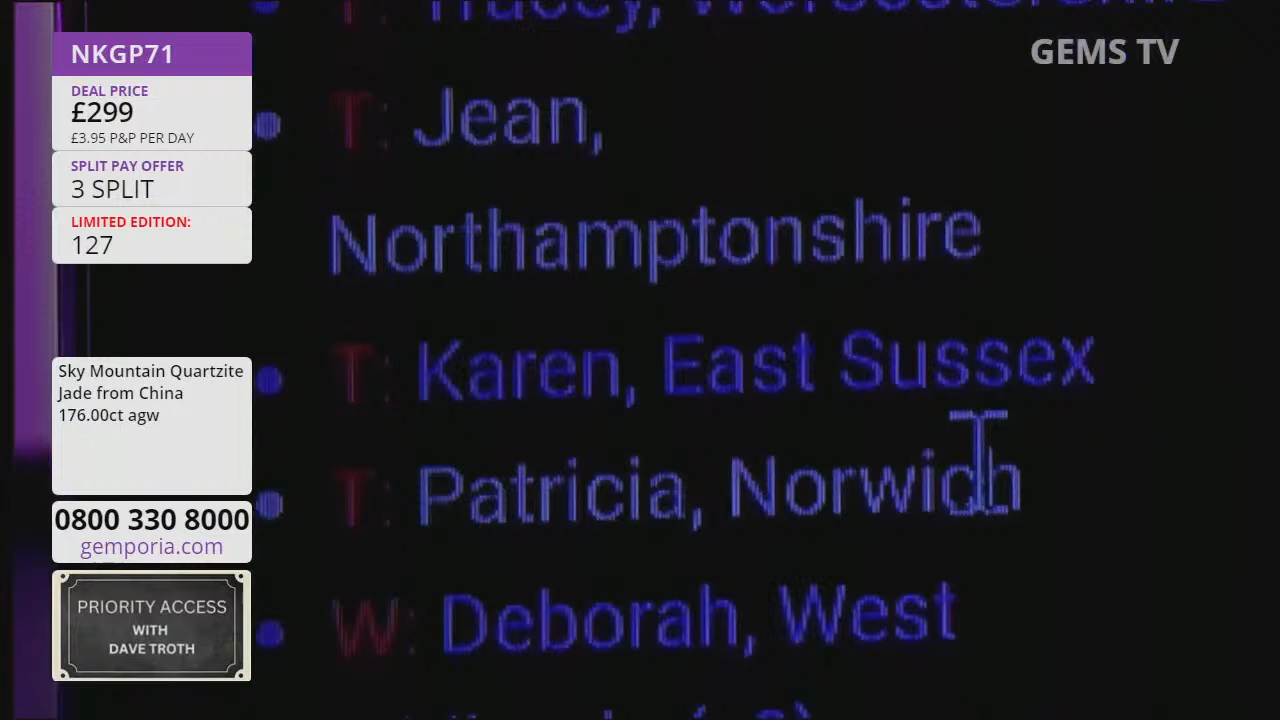 NKGP71
DEAL PRICE
£299
£3.95 P&P PER DAY
SPLIT PAY OFFER
3 SPLIT
LIMITED EDITION:
127
Sky Mountain Quartzite
Jade from China
176.00ct agw
0800 330 8000
gemporia.com
PRIORITY ACCESS
WITH
DAVE TROTH
GEMS TV
T: Tracey, Worcestershire
T: Jean,
Northamptonshire
T: Karen, East Sussex
T: Patricia, Norwich
W: Deborah, West